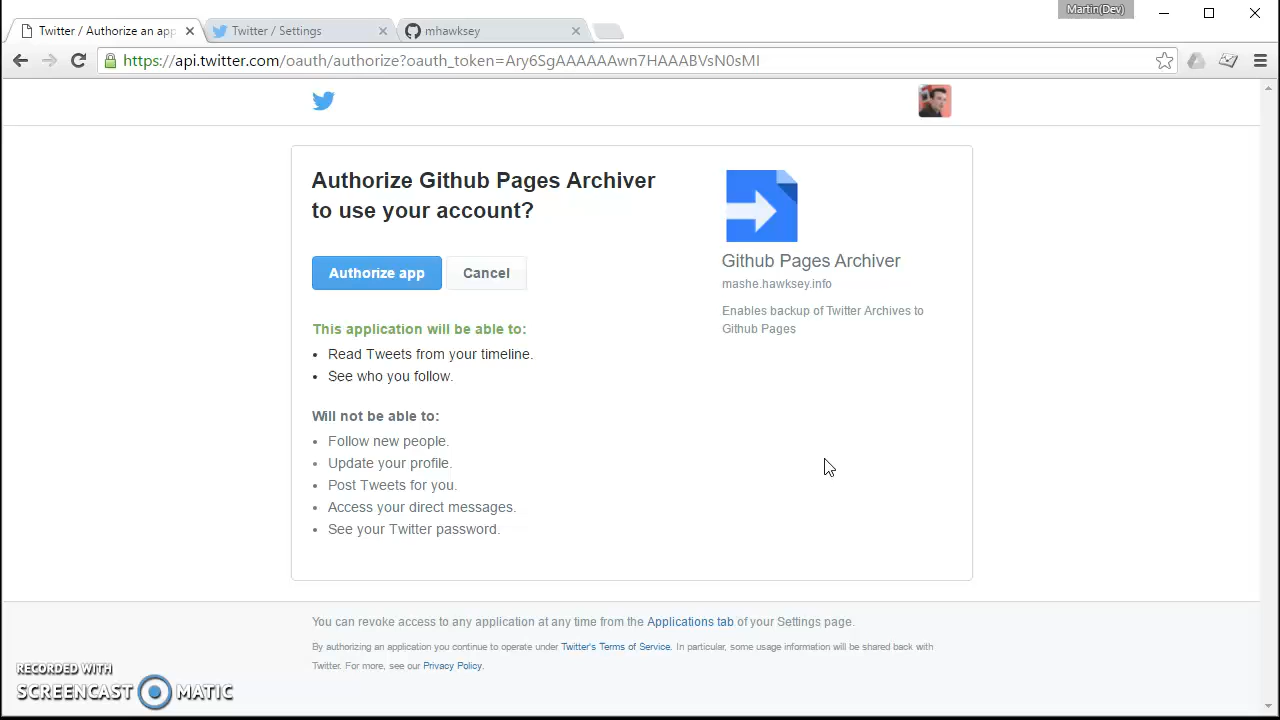 Martin(Dev)
Twitter / Authorize an app
Twitter / Settings
mhawksey
https://api.twitter.com/oauth/authorize?oauth_token=Ary6SgAAAAAAwn7HAAABVsN0sMI
Authorize Github Pages Archiver
to use your account?
Authorize app
Cancel
This application will be able to:
• Read Tweets from your timeline.
• See who you follow.
Will not be able to:
• Follow new people.
• Update your profile.
• Post Tweets for you.
• Access your direct messages.
• See your Twitter password.
Github Pages Archiver
mashe.hawksey.info
Enables backup of Twitter Archives to
Github Pages
You can revoke access to any application at any time from the Applications tab of your Settings page.
By authorizing an application you continue to operate under Twitter's Terms of Service. In particular, some usage information will be shared back with
Twitter. For more, see our Privacy Policy.
RECORDED WITH
SCREENCAST MATIC